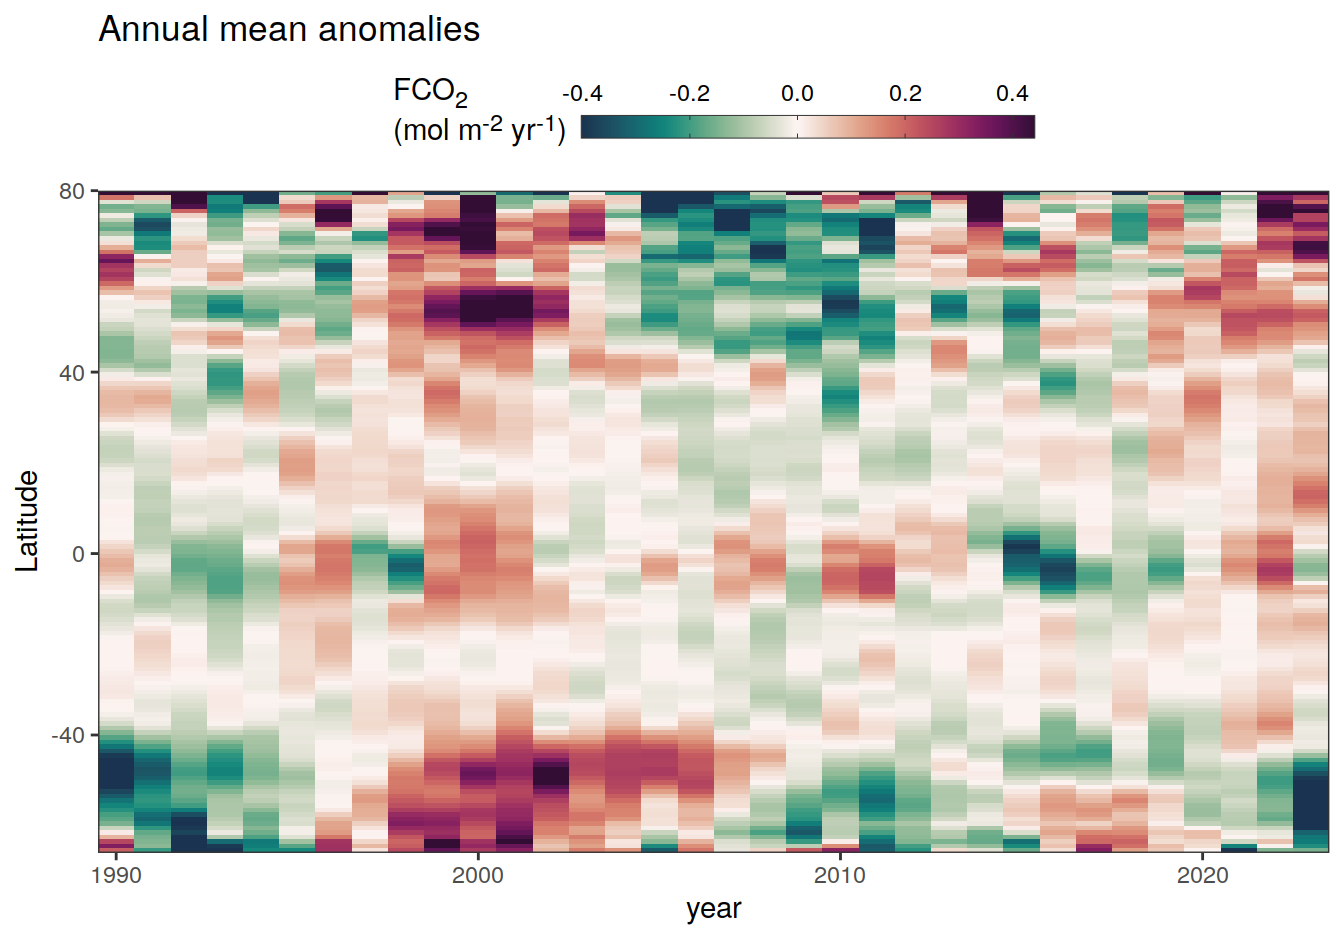 Annual mean anomalies
FCO₂
(mol m⁻² yr⁻¹)
-0.4 -0.2 0.0 0.2 0.4
80
40
0
-40
Latitude
1990 2000 2010 2020
year